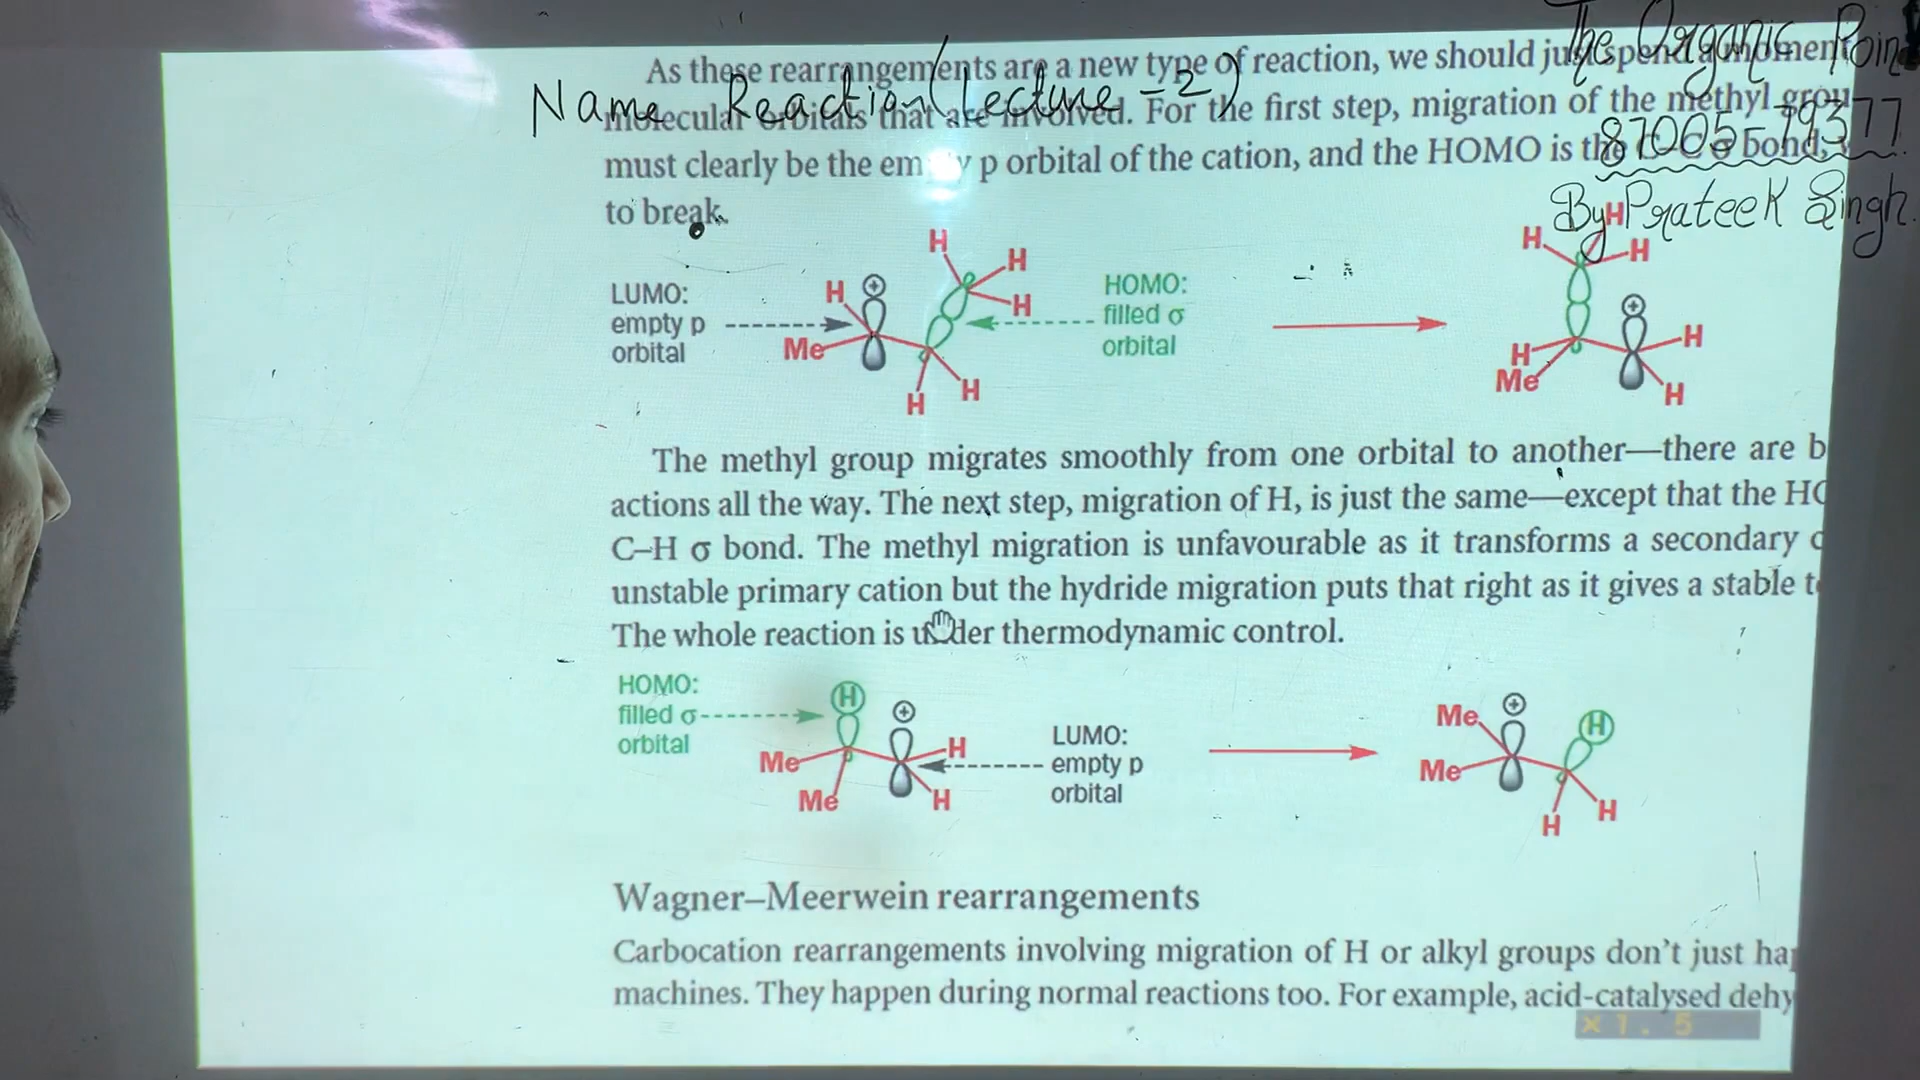 The Organic Poin
Name Reaction (Lecture -2)
87005-79377
By Prateek Singh.
As these rearrangements are a new type of reaction, we should just spend a moment
molecular orbitals that are involved. For the first step, migration of the methyl grou
must clearly be the em y p orbital of the cation, and the HOMO is the bond,
to break.
LUMO:
empty p
orbital
H
Me
H
H
H
H
H
HOMO:
filled σ
orbital
H
H
H
H
Me
H
H
The methyl group migrates smoothly from one orbital to another—there are b
actions all the way. The next step, migration of H, is just the same—except that the HO
C–H σ bond. The methyl migration is unfavourable as it transforms a secondary c
unstable primary cation but the hydride migration puts that right as it gives a stable t
The whole reaction is under thermodynamic control.
HOMO:
filled σ
orbital
H
Me
Me
H
H
LUMO:
empty p
orbital
Me
Me
H
H
H
Wagner–Meerwein rearrangements
Carbocation rearrangements involving migration of H or alkyl groups don't just hap
machines. They happen during normal reactions too. For example, acid-catalysed dehy
x1.5